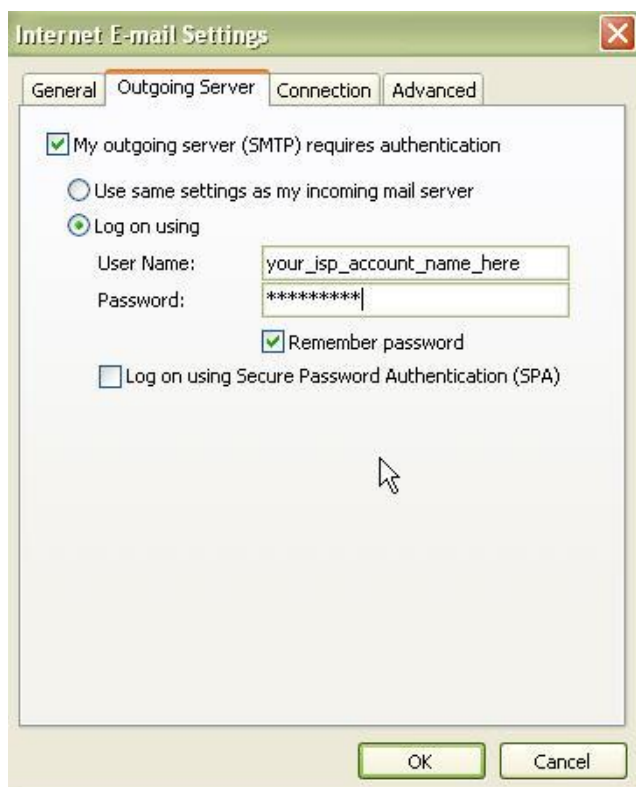 Internet E-mail Settings
General Outgoing Server Connection Advanced
My outgoing server (SMTP) requires authentication
Use same settings as my incoming mail server
Log on using
User Name: your_isp_account_name_here
Password: *********
Remember password
Log on using Secure Password Authentication (SPA)
OK Cancel